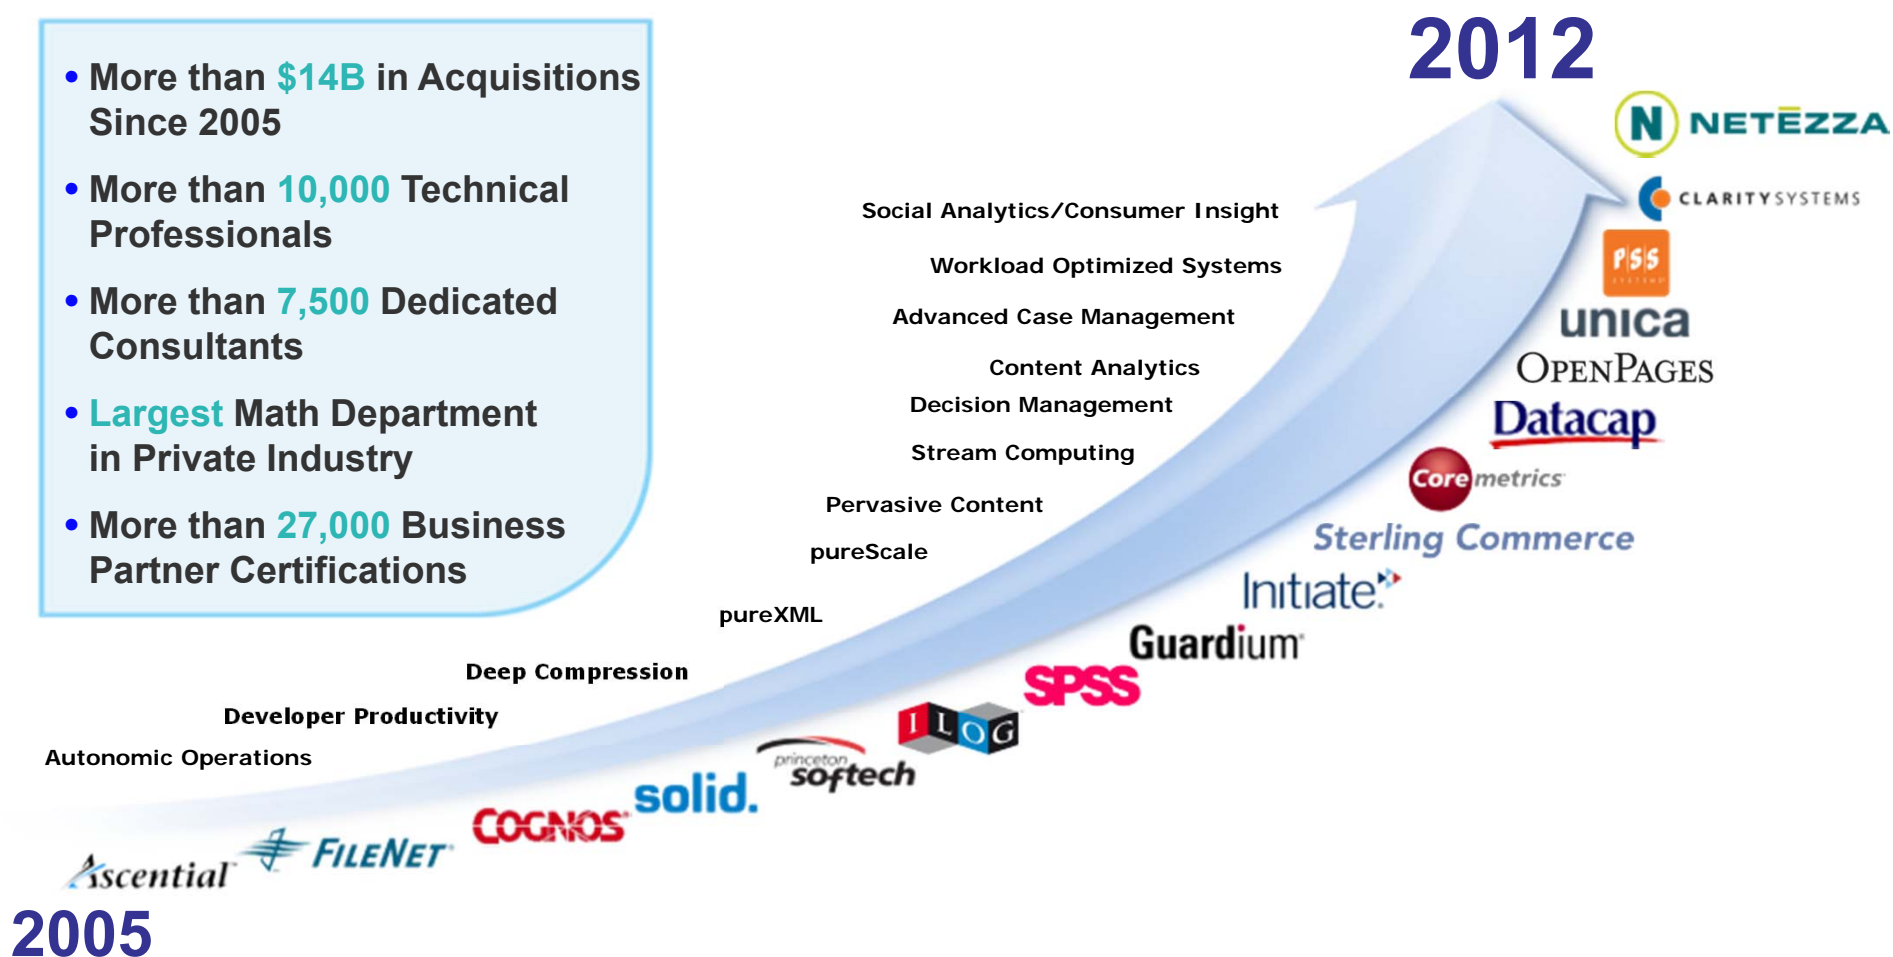 • More than $14B in Acquisitions
Since 2005
• More than 10,000 Technical
Professionals
• More than 7,500 Dedicated
Consultants
• Largest Math Department
in Private Industry
• More than 27,000 Business
Partner Certifications
2012
NETĒZZA
CLARITY SYSTEMS
PSS
SYSTEMS
unica
OPENPAGES
Datacap
Coremetrics
Sterling Commerce
Initiate.
Guardium
SPSS
ILOG
princeton
softech
solid.
COGNOS
FILENET
Ascential
Social Analytics/Consumer Insight
Workload Optimized Systems
Advanced Case Management
Content Analytics
Decision Management
Stream Computing
Pervasive Content
pureScale
pureXML
Deep Compression
Developer Productivity
Autonomic Operations
2005